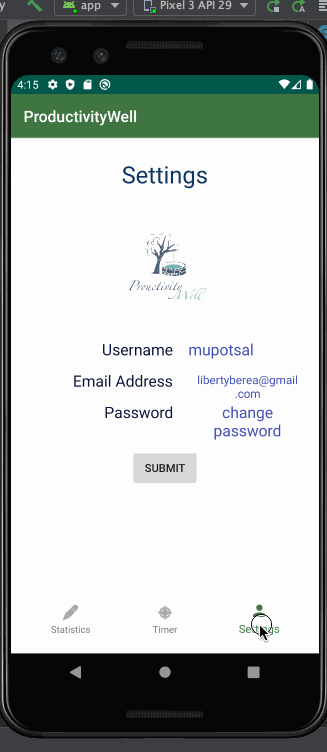 app Pixel 3 API 29
4:15
ProductivityWell
Settings
Prouctivity
Well
Username mupotsal
Email Address libertyberea@gmail
.com
Password change
password
SUBMIT
Statistics Timer Settings